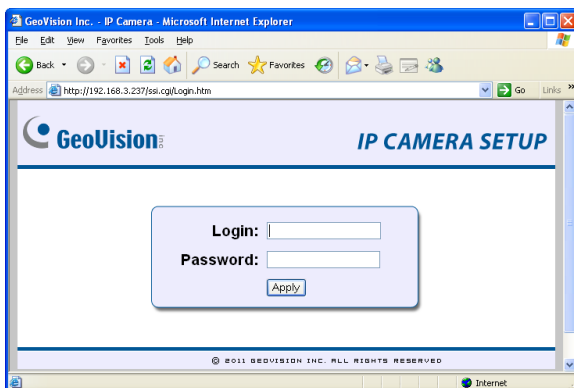 GeoVision Inc. - IP Camera - Microsoft Internet Explorer
File Edit View Favorites Tools Help
Back Search Favorites
Address http://192.168.3.237/ssi.cgi/Login.htm Go Links »
GeoVision Inc IP CAMERA SETUP
Login:
Password:
Apply
© 2011 GEOVISION INC. ALL RIGHTS RESERVED
Internet